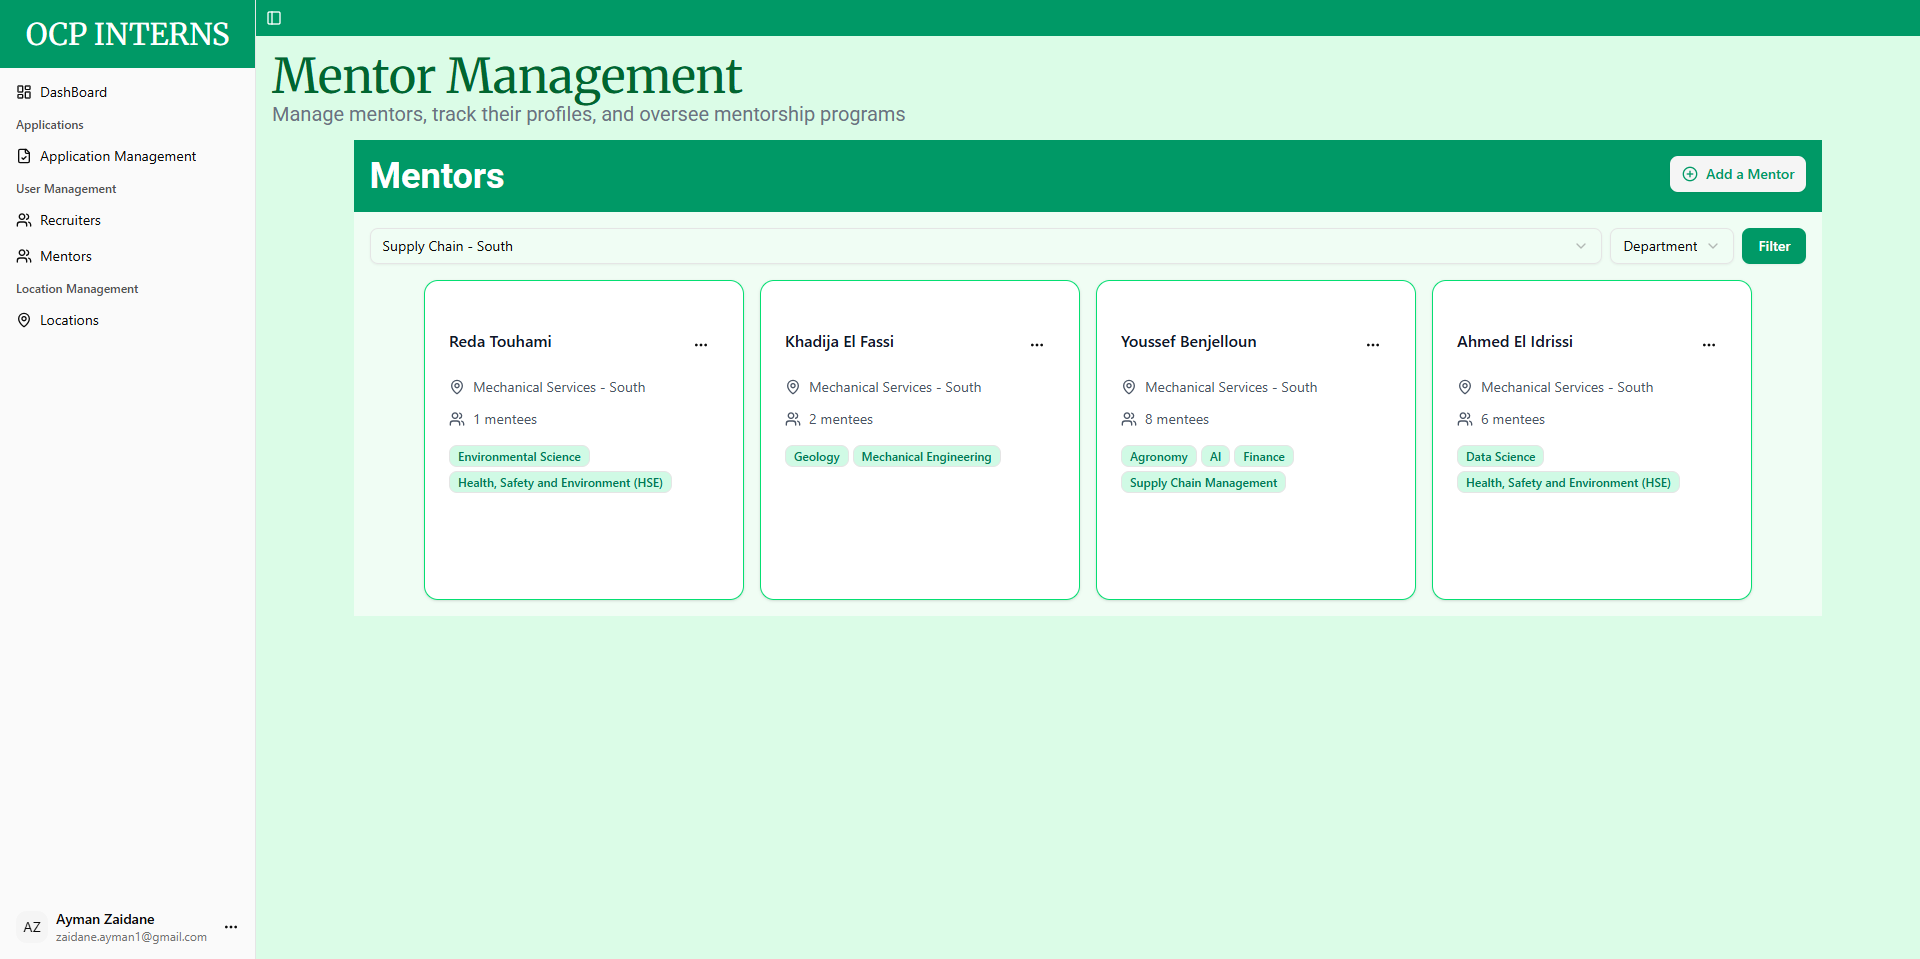 OCP INTERNS
DashBoard
Applications
Application Management
User Management
Recruiters
Mentors
Location Management
Locations
AZ
Ayman Zaidane
zaidane.ayman1@gmail.com
Mentor Management
Manage mentors, track their profiles, and oversee mentorship programs
Mentors
Add a Mentor
Supply Chain - South
Department
Filter
Reda Touhami
Mechanical Services - South
1 mentees
Environmental Science
Health, Safety and Environment (HSE)
Khadija El Fassi
Mechanical Services - South
2 mentees
Geology Mechanical Engineering
Youssef Benjelloun
Mechanical Services - South
8 mentees
Agronomy AI Finance
Supply Chain Management
Ahmed El Idrissi
Mechanical Services - South
6 mentees
Data Science
Health, Safety and Environment (HSE)